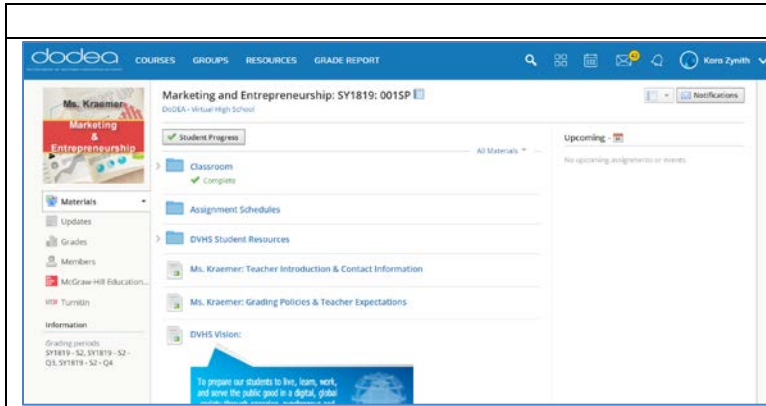 dodea COURSES GROUPS RESOURCES GRADE REPORT Kora Zynith
Ms. Kraemer
Marketing
&
Entrepreneurship
Materials
Updates
Grades
Members
McGraw-Hill Education...
Turnitin
Information
Grading periods
SY1819 - S2, SY1819 - S2 -
Q3, SY1819 - S2 - Q4
Marketing and Entrepreneurship: SY1819: 001SP
DoDEA - Virtual High School
Student Progress
All Materials
Classroom
Complete
Assignment Schedules
DVHS Student Resources
Ms. Kraemer: Teacher Introduction & Contact Information
Ms. Kraemer: Grading Policies & Teacher Expectations
DVHS Vision:
To prepare our students to live, learn, work,
and serve the public good in a digital, global
Notifications
Upcoming -
No upcoming assignments or events